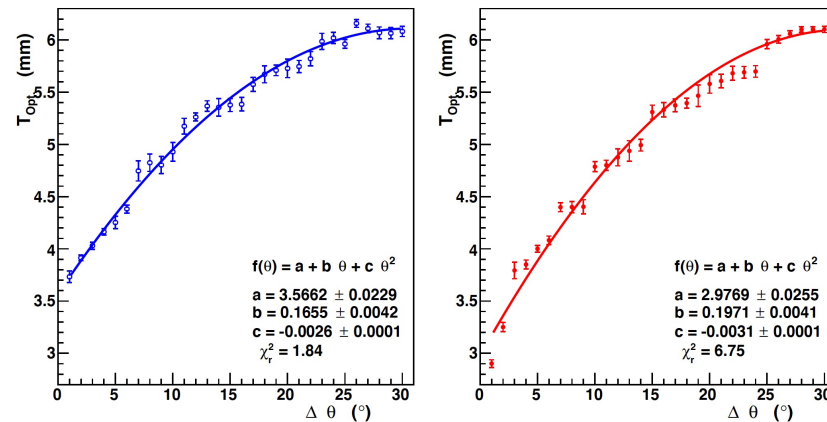 T_Opt. (mm)
6
5.5
5
4.5
4
3.5
3
f(θ) = a + b θ + c θ²
a = 3.5662 ± 0.0229
b = 0.1655 ± 0.0042
c = -0.0026 ± 0.0001
χ²_r = 1.84
0 5 10 15 20 25 30
Δ θ (°)
T_Opt. (mm)
6
5.5
5
4.5
4
3.5
3
f(θ) = a + b θ + c θ²
a = 2.9769 ± 0.0255
b = 0.1971 ± 0.0041
c = -0.0031 ± 0.0001
χ²_r = 6.75
0 5 10 15 20 25 30
Δ θ (°)